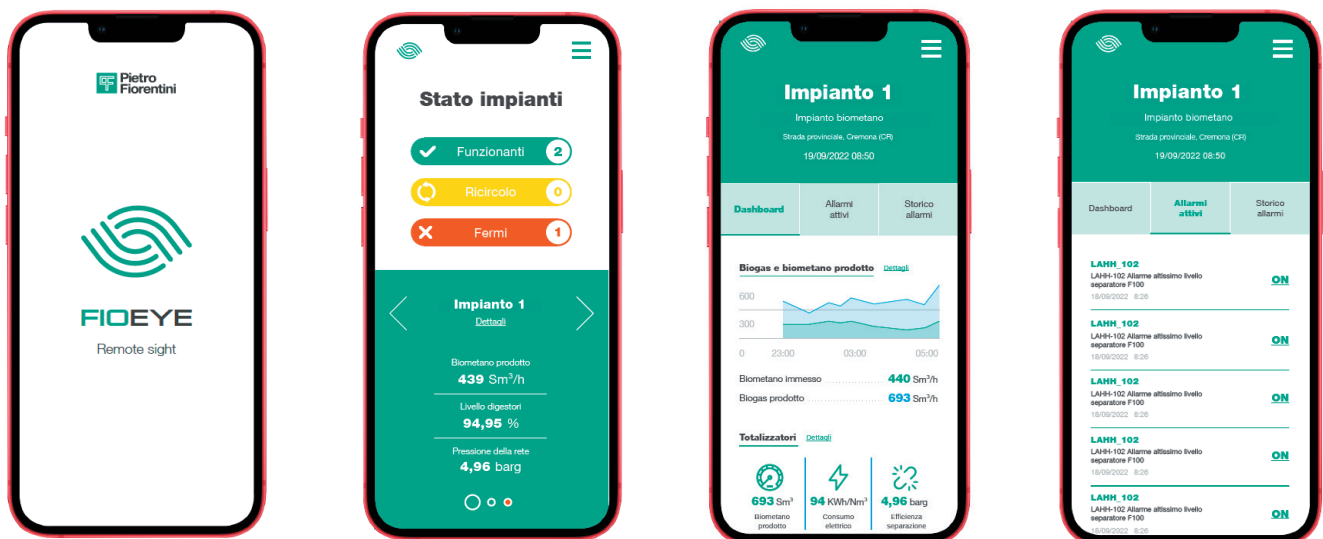 Pietro
Fiorentini
FIOEYE
Remote sight
Stato impianti
Funzionanti 2
Ricircolo 0
Fermi 1
Impianto 1
Dettagli
Biometano prodotto
439 Sm³/h
Livello digestori
94,95 %
Pressione della rete
4,96 barg
Impianto 1
Impianto biometano
Strada provinciale, Cremona (CR)
19/09/2022 08:50
Dashboard
Allarmi
attivi
Storico
allarmi
Biogas e biometano prodotto Dettagli
600
300
0 23:00 03:00 05:00
Biometano immesso ............ 440 Sm³/h
Biogas prodotto ............ 693 Sm³/h
Totalizzatori Dettagli
693 Sm³
Biometano
prodotto
94 KWh/Nm³
Consumo
elettrico
4,96 barg
Efficienza
separazione
Impianto 1
Impianto biometano
Strada provinciale, Cremona (CR)
19/09/2022 08:50
Dashboard
Allarmi
attivi
Storico
allarmi
LAHH_102
LAHH-102 Allarme altissimo livello
separatore F100
18/09/2022 8:26
ON
LAHH_102
LAHH-102 Allarme altissimo livello
separatore F100
18/09/2022 8:26
ON
LAHH_102
LAHH-102 Allarme altissimo livello
separatore F100
18/09/2022 8:26
ON
LAHH_102
LAHH-102 Allarme altissimo livello
separatore F100
18/09/2022 8:26
ON
LAHH_102
LAHH-102 Allarme altissimo livello
separatore F100
18/09/2022 8:26
ON